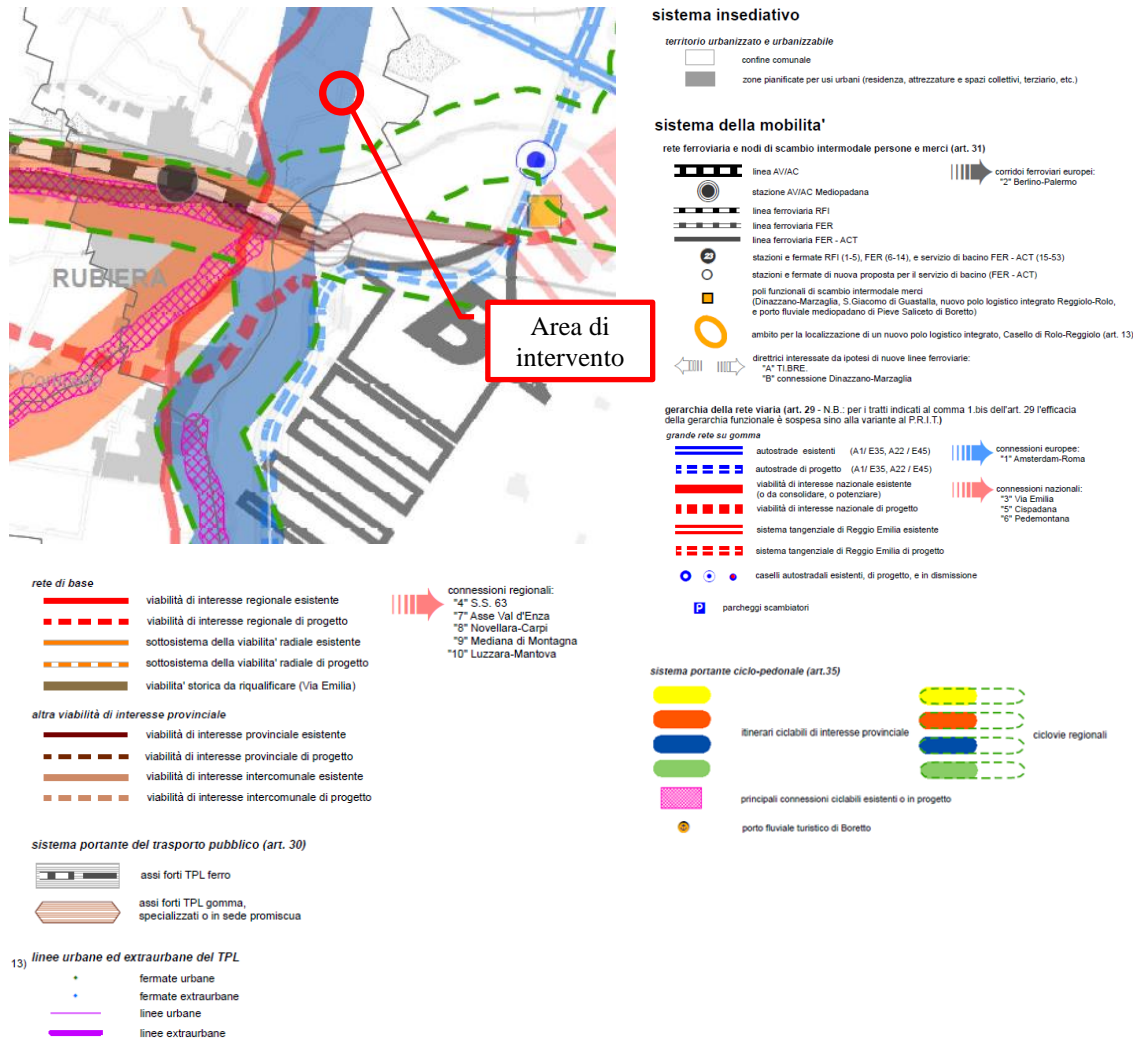 RUBIERA
Area di
intervento
"B"
sistema insediativo
territorio urbanizzato e urbanizzabile
confine comunale
zone pianificate per usi urbani (residenza, attrezzature e spazi collettivi, terziario, etc.)
sistema della mobilita'
rete ferroviaria e nodi di scambio intermodale persone e merci (art. 31)
linea AV/AC
corridoi ferroviari europei:
"2" Berlino-Palermo
stazione AV/AC Mediopadana
linea ferroviaria RFI
linea ferroviaria FER
linea ferroviaria FER - ACT
23
stazioni e fermate RFI (1-5), FER (6-14), e servizio di bacino FER - ACT (15-53)
stazioni e fermate di nuova proposta per il servizio di bacino (FER - ACT)
poli funzionali di scambio intermodale merci
(Dinazzano-Marzaglia, S.Giacomo di Guastalla, nuovo polo logistico integrato Reggiolo-Rolo,
e porto fluviale mediopadano di Pieve Saliceto di Boretto)
ambito per la localizzazione di un nuovo polo logistico integrato, Casello di Rolo-Reggiolo (art. 13)
direttrici interessate da ipotesi di nuove linee ferroviarie:
"A" TI.BRE.
"B" connessione Dinazzano-Marzaglia
gerarchia della rete viaria (art. 29 - N.B.: per i tratti indicati al comma 1.bis dell'art. 29 l'efficacia
della gerarchia funzionale è sospesa sino alla variante al P.R.I.T.)
grande rete su gomma
autostrade esistenti (A1/ E35, A22 / E45)
connessioni europee:
"1" Amsterdam-Roma
autostrade di progetto (A1/ E35, A22 / E45)
viabilità di interesse nazionale esistente
(o da consolidare, o potenziare)
connessioni nazionali:
"3" Via Emilia
"5" Cispadana
"6" Pedemontana
viabilità di interesse nazionale di progetto
sistema tangenziale di Reggio Emilia esistente
sistema tangenziale di Reggio Emilia di progetto
caselli autostradali esistenti, di progetto, e in dismissione
P
parcheggi scambiatori
rete di base
viabilità di interesse regionale esistente
viabilità di interesse regionale di progetto
sottosistema della viabilita' radiale esistente
sottosistema della viabilita' radiale di progetto
viabilita' storica da riqualificare (Via Emilia)
connessioni regionali:
"4" S.S. 63
"7" Asse Val d'Enza
"8" Novellara-Carpi
"9" Mediana di Montagna
"10" Luzzara-Mantova
altra viabilità di interesse provinciale
viabilità di interesse provinciale esistente
viabilità di interesse provinciale di progetto
viabilità di interesse intercomunale esistente
viabilità di interesse intercomunale di progetto
sistema portante ciclo-pedonale (art.35)
itinerari ciclabili di interesse provinciale
ciclovie regionali
principali connessioni ciclabili esistenti o in progetto
porto fluviale turistico di Boretto
sistema portante del trasporto pubblico (art. 30)
assi forti TPL ferro
assi forti TPL gomma,
specializzati o in sede promiscua
13)
linee urbane ed extraurbane del TPL
fermate urbane
fermate extraurbane
linee urbane
linee extraurbane